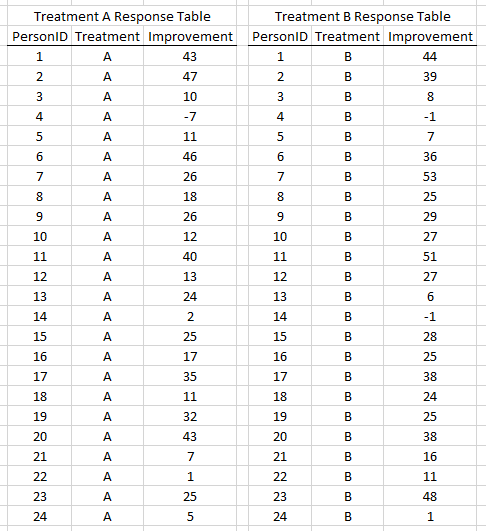 Treatment A Response Table Treatment B Response Table
PersonID Treatment Improvement PersonID Treatment Improvement
1 A 43 1 B 44
2 A 47 2 B 39
3 A 10 3 B 8
4 A -7 4 B -1
5 A 11 5 B 7
6 A 46 6 B 36
7 A 26 7 B 53
8 A 18 8 B 25
9 A 26 9 B 29
10 A 12 10 B 27
11 A 40 11 B 51
12 A 13 12 B 27
13 A 24 13 B 6
14 A 2 14 B -1
15 A 25 15 B 28
16 A 17 16 B 25
17 A 35 17 B 38
18 A 11 18 B 24
19 A 32 19 B 25
20 A 43 20 B 38
21 A 7 21 B 16
22 A 1 22 B 11
23 A 25 23 B 48
24 A 5 24 B 1